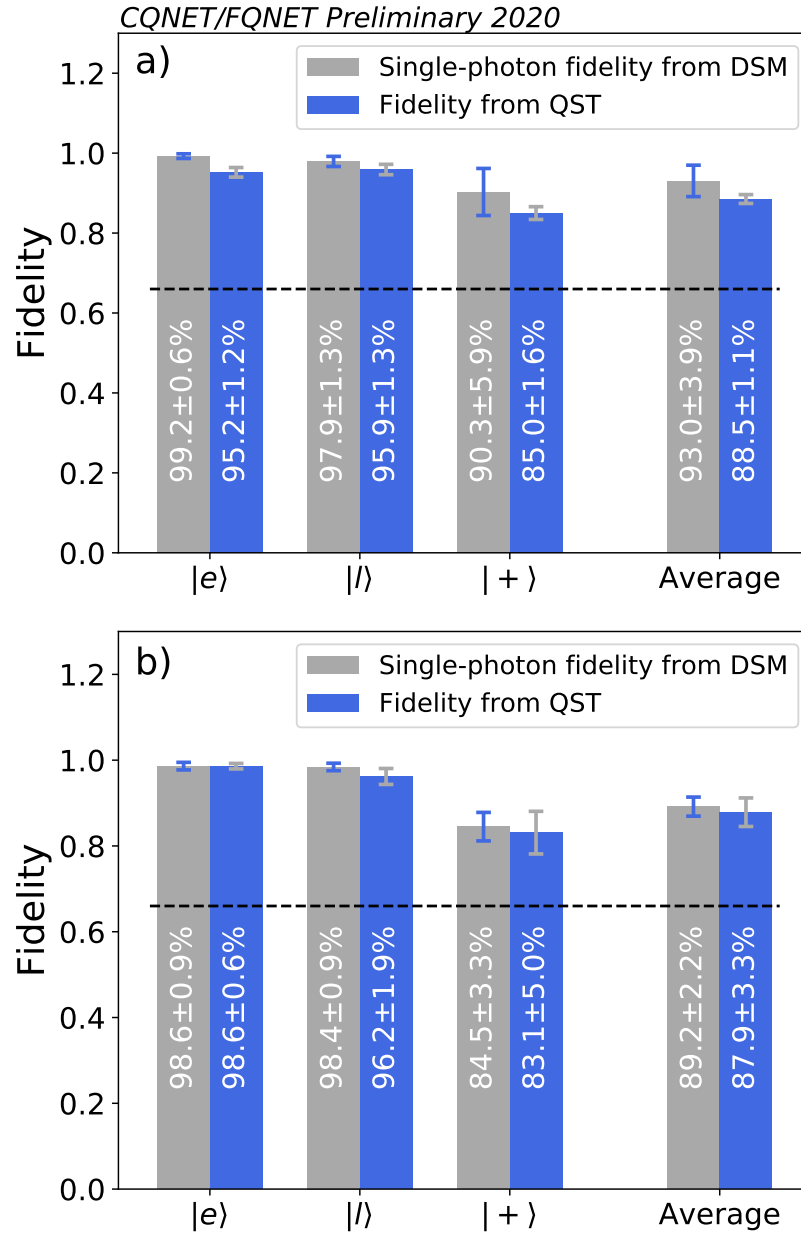 CQNET/FQNET Preliminary 2020
a)
Single-photon fidelity from DSM
Fidelity from QST
Fidelity
1.2
1.0
0.8
0.6
0.4
0.2
0.0
99.2±0.6%
95.2±1.2%
97.9±1.3%
95.9±1.3%
90.3±5.9%
85.0±1.6%
93.0±3.9%
88.5±1.1%
|e⟩
|l⟩
|+⟩
Average
b)
Single-photon fidelity from DSM
Fidelity from QST
Fidelity
1.2
1.0
0.8
0.6
0.4
0.2
0.0
98.6±0.9%
98.6±0.6%
98.4±0.9%
96.2±1.9%
84.5±3.3%
83.1±5.0%
89.2±2.2%
87.9±3.3%
|e⟩
|l⟩
|+⟩
Average